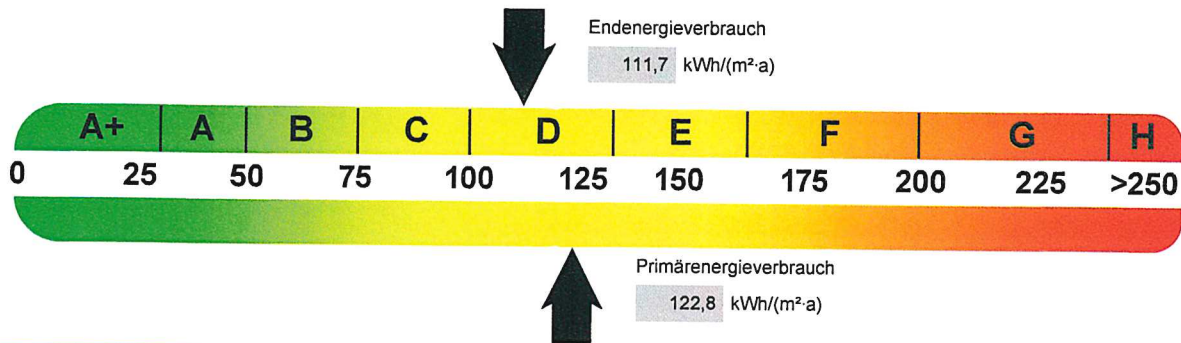 Endenergieverbrauch
111,7 kWh/(m²·a)
A+ A B C D E F G H
0 25 50 75 100 125 150 175 200 225 >250
Primärenergieverbrauch
122,8 kWh/(m²·a)